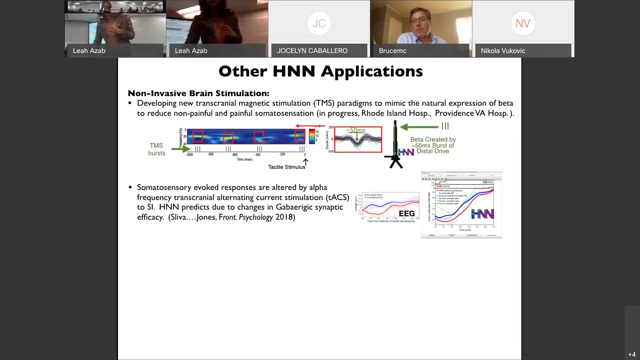 JC
NV
Leah Azab
Leah Azab
JOCELYN CABALLERO
Brucemc
Nikola Vukovic
Other HNN Applications
Non-Invasive Brain Stimulation:
• Developing new transcranial magnetic stimulation (TMS) paradigms to mimic the natural expression of beta
to reduce non-painful and painful somatosensation (in progress, Rhode Island Hosp., Providence VA Hosp. ).
TMS
bursts
Tactile Stimulus
~50ms
HNN
Beta Created by
~50ms Burst of
Distal Drive
• Somatosensory evoked responses are altered by alpha
frequency transcranial alternating current stimulation (tACS)
to SI. HNN predicts due to changes in Gabaergic synaptic
efficacy. (Sliva....Jones, Front. Psychology 2018)
EEG
HNN
+4